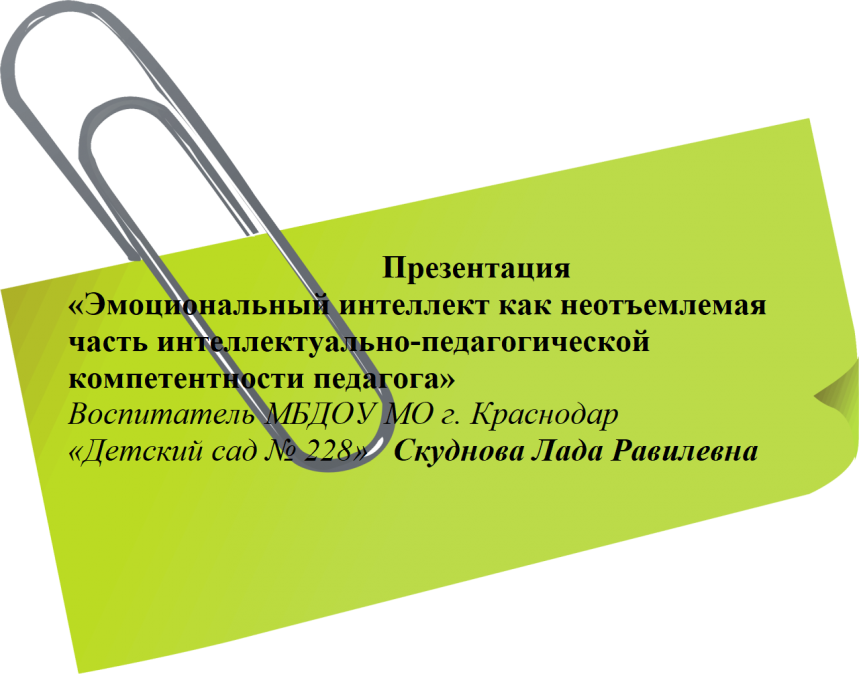 Презентация
«Эмоциональный интеллект как неотъемлемая
часть интеллектуально-педагогической
компетентности педагога»
Воспитатель МБДОУ МО г. Краснодар
«Детский сад № 228» Скуднова Лада Равилевна